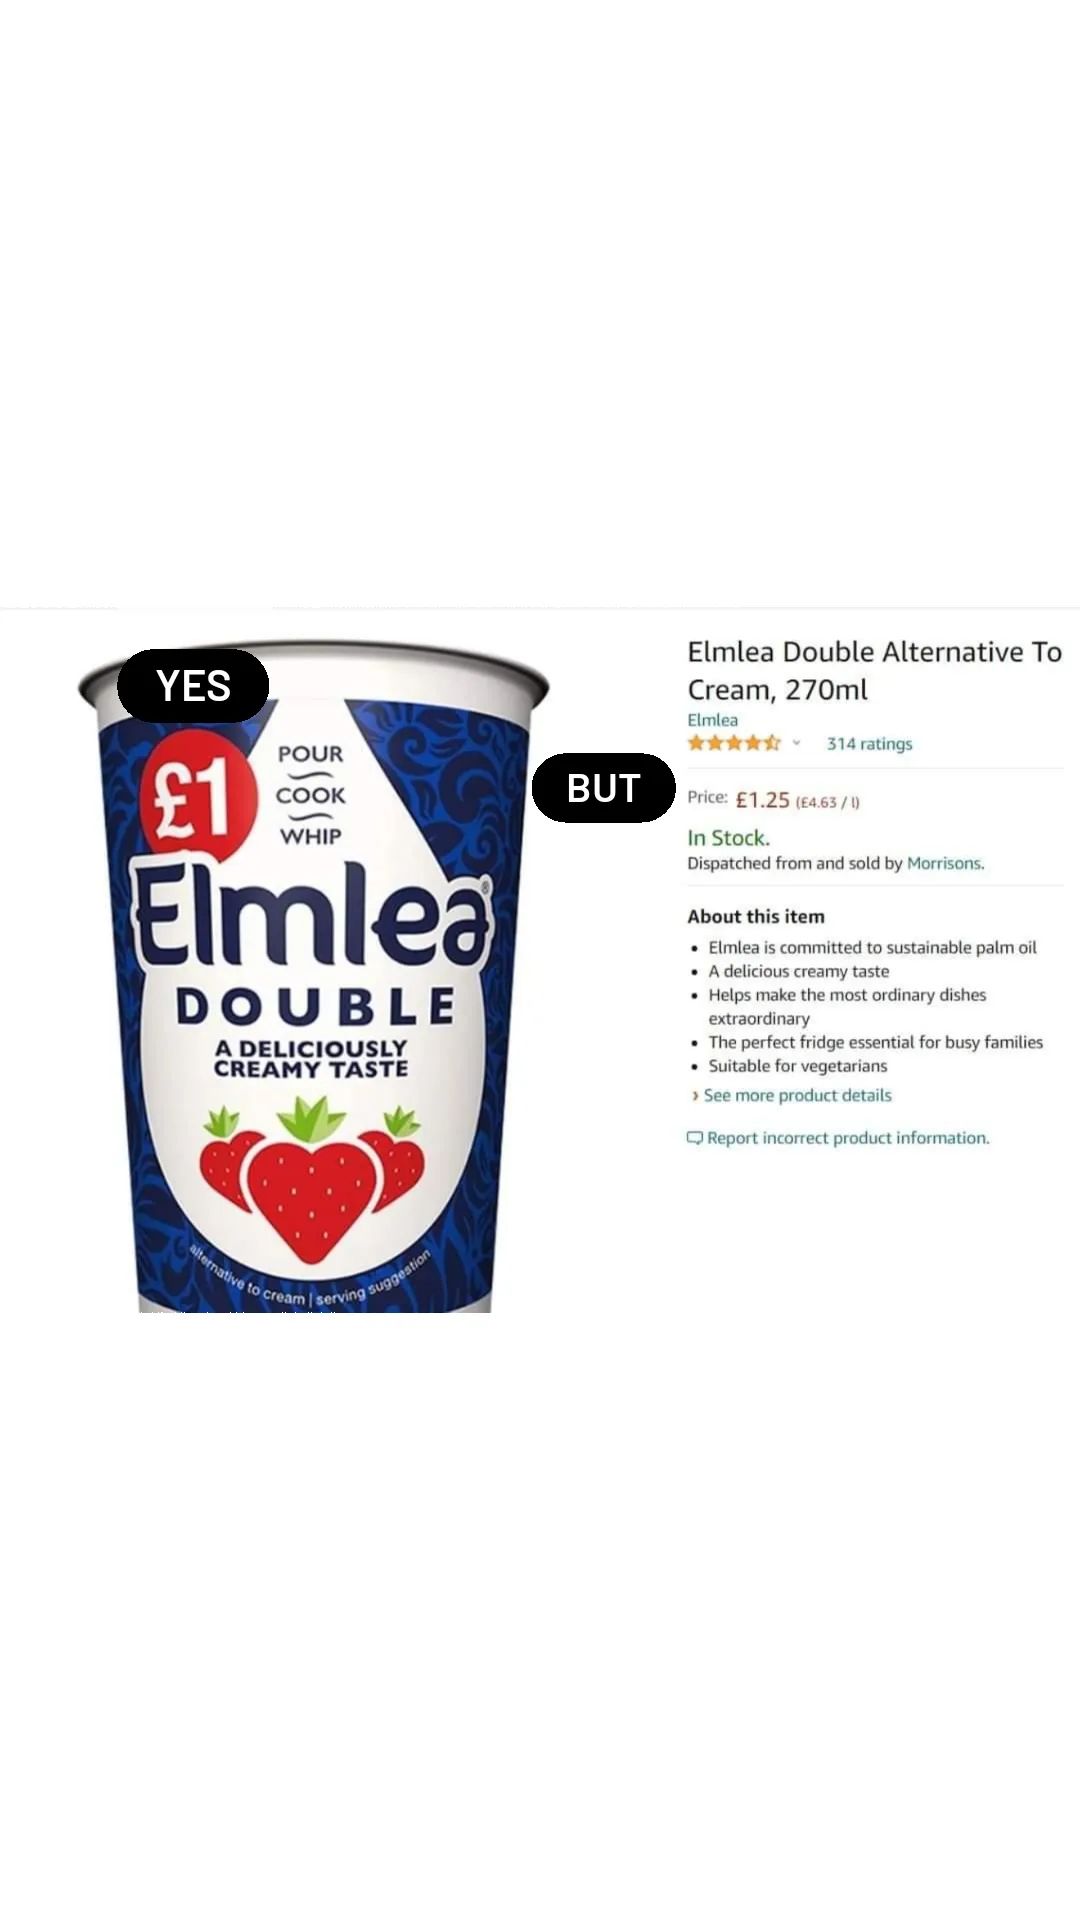 YES
£1
POUR
COOK
WHIP
Elmlea®
DOUBLE
A DELICIOUSLY
CREAMY TASTE
alternative to cream | serving suggestion
BUT
Elmlea Double Alternative To
Cream, 270ml
Elmlea
314 ratings
Price: £1.25 (£4.63 / l)
In Stock.
Dispatched from and sold by Morrisons.
About this item
• Elmlea is committed to sustainable palm oil
• A delicious creamy taste
• Helps make the most ordinary dishes
extraordinary
• The perfect fridge essential for busy families
• Suitable for vegetarians
› See more product details
Report incorrect product information.